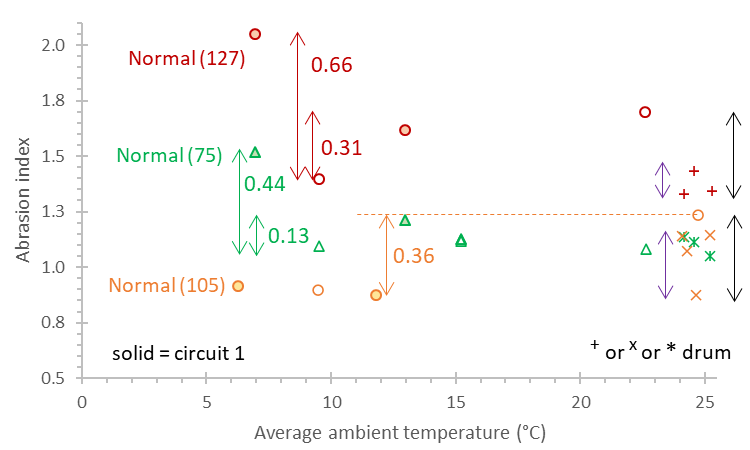 2.0
1.8
1.5
1.3
1.0
0.8
0.5
Abrasion index
Normal (127)
0.66
0.31
Normal (75)
0.44
0.13
0.36
Normal (105)
solid = circuit 1
+ or x or * drum
0 5 10 15 20 25
Average ambient temperature (°C)